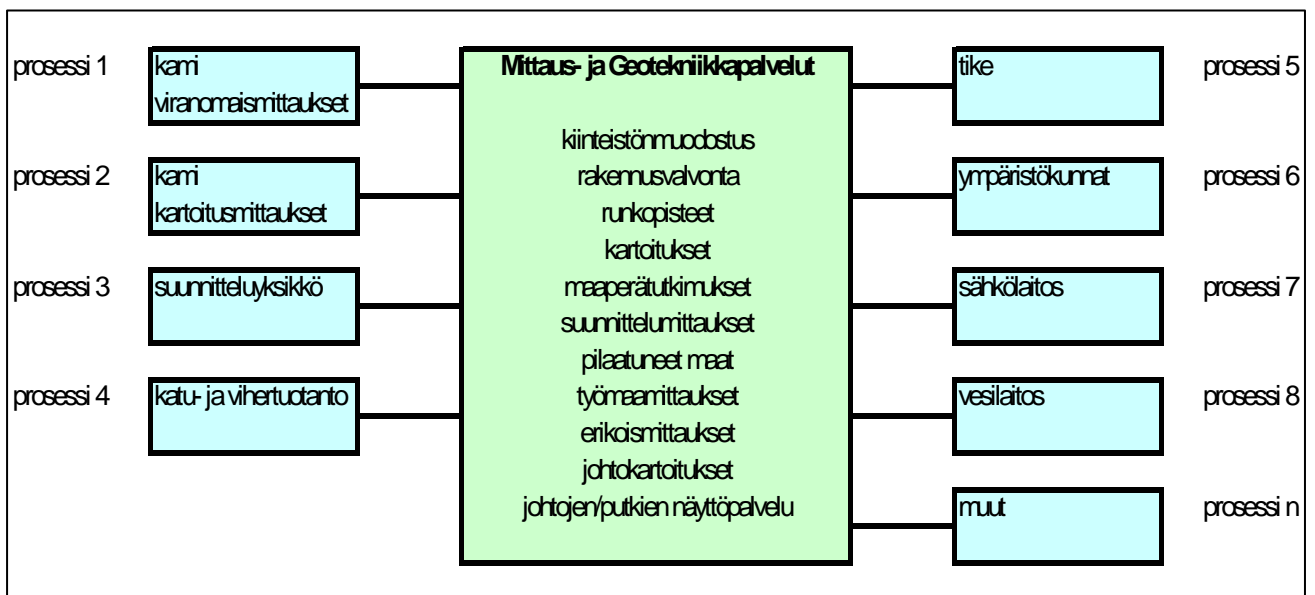 prosessi 1
kami
viranomaismittaukset
prosessi 2
kami
kartoitusmittaukset
prosessi 3
suunnitteluyksikkö
prosessi 4
katu- ja vihertuotanto
Mittaus- ja Geotekniikkapalvelut
kiinteistönmuodostus
rakennusvalvonta
runkopisteet
kartoitukset
maaperätutkimukset
suunnittelumittaukset
pilaatuneet maat
työmaamittaukset
erikoismittaukset
johtokartoitukset
johtojen/putkien näyttöpalvelu
tike
prosessi 5
ympäristökunnat
prosessi 6
sähkölaitos
prosessi 7
vesilaitos
prosessi 8
muut
prosessi n